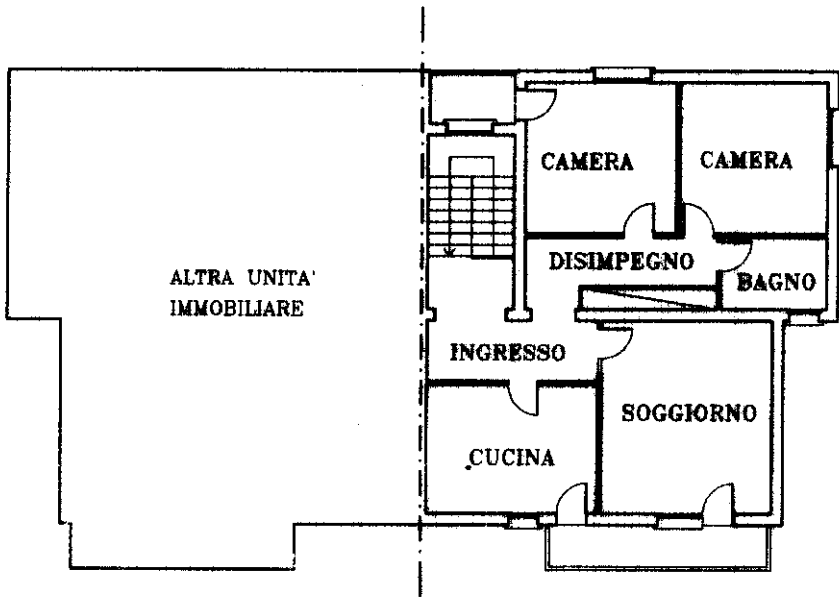 CAMERA
CAMERA
DISIMPEGNO
BAGNO
ALTRA UNITA'
IMMOBILIARE
INGRESSO
SOGGIORNO
CUCINA